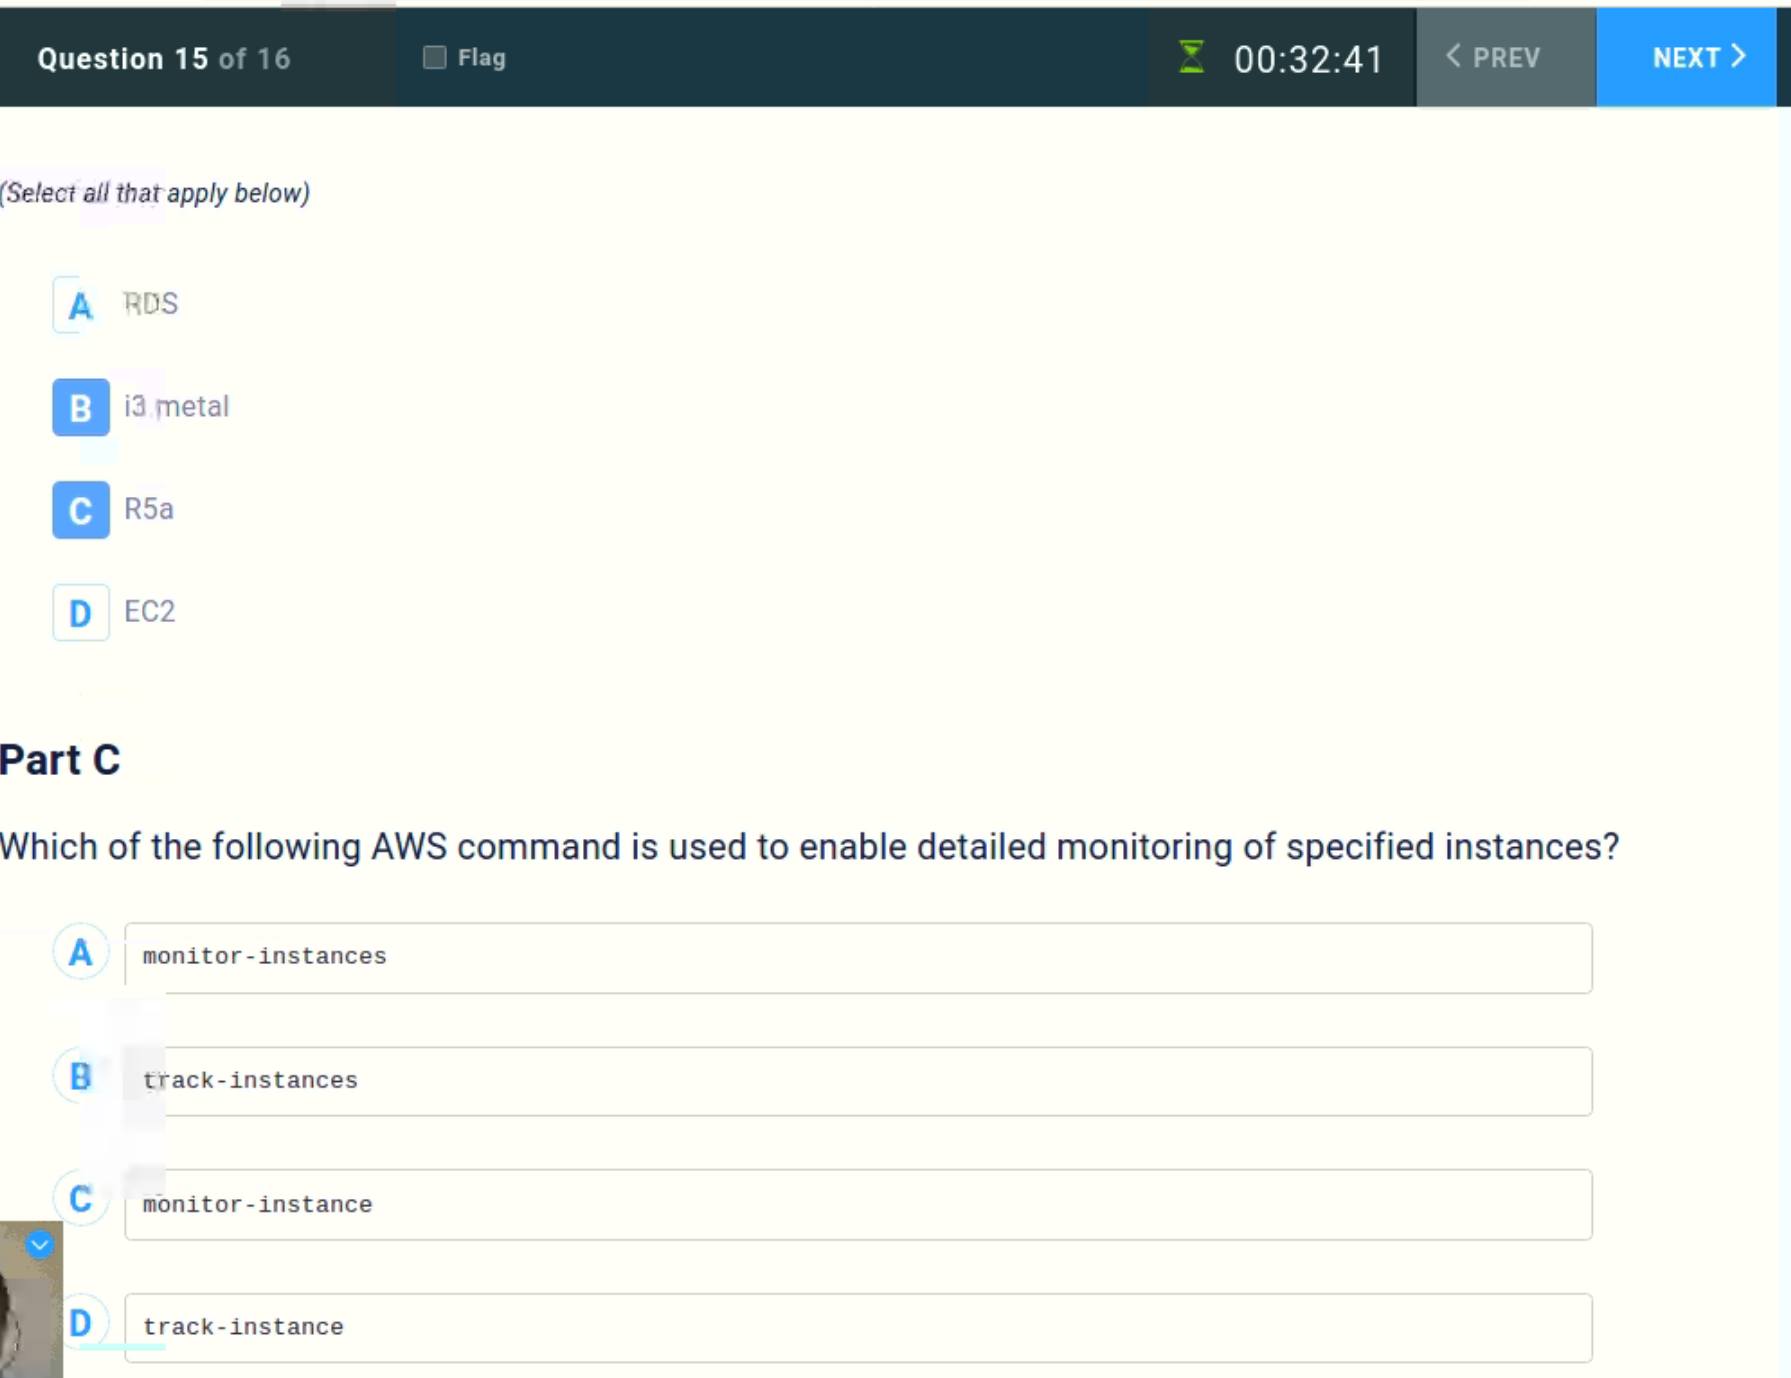 Question 15 of 16
Flag
00:32:41
PREV
NEXT
(Select all that apply below)
A RDS
B i3.metal
C R5a
D EC2
Part C
Which of the following AWS command is used to enable detailed monitoring of specified instances?
A monitor-instances
B track-instances
C monitor-instance
D track-instance